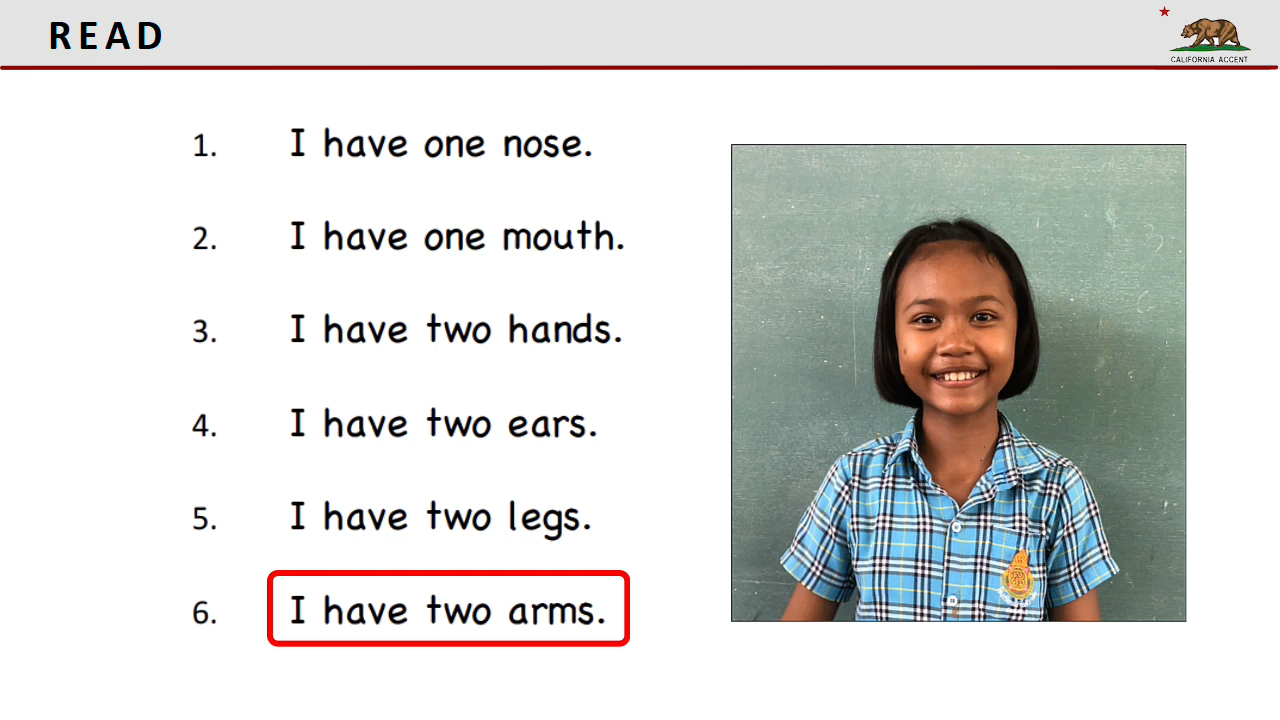 READ
CALIFORNIA ACCENT
1. I have one nose.
2. I have one mouth.
3. I have two hands.
4. I have two ears.
5. I have two legs.
6. I have two arms.